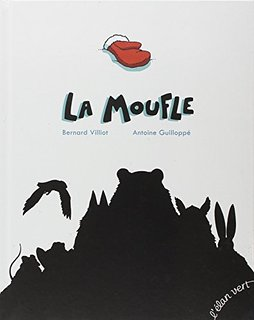 LA MOUFLE
Bernard Villiot Antoine Guilloppé
l'élan vert